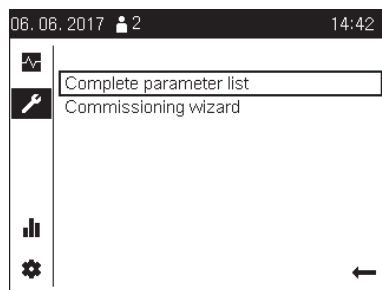 06. 06. 2017 2 14:42
Complete parameter list
Commissioning wizard